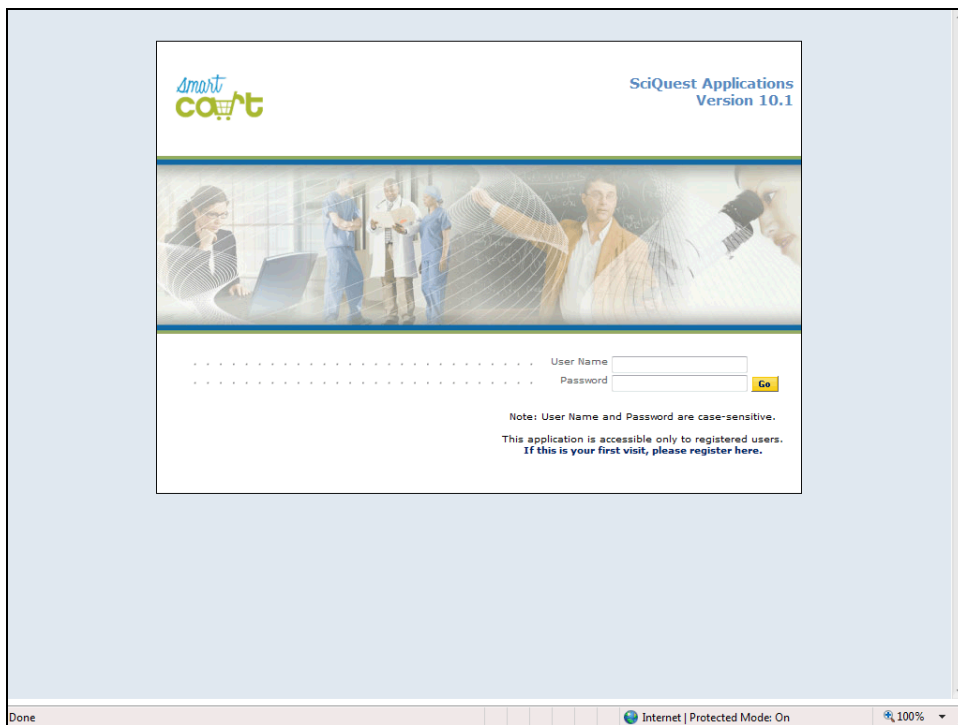 smart
cart
SciQuest Applications
Version 10.1
User Name
Password
Go
Note: User Name and Password are case-sensitive.
This application is accessible only to registered users.
If this is your first visit, please register here.
Done
Internet | Protected Mode: On
100%